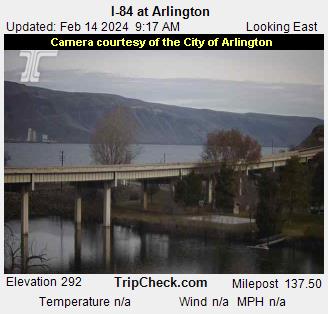 I-84 at Arlington
Updated: Feb 14 2024 9:17 AM Looking East
Camera courtesy of the City of Arlington
Elevation 292 TripCheck.com Milepost 137.50
Temperature n/a Wind n/a MPH n/a